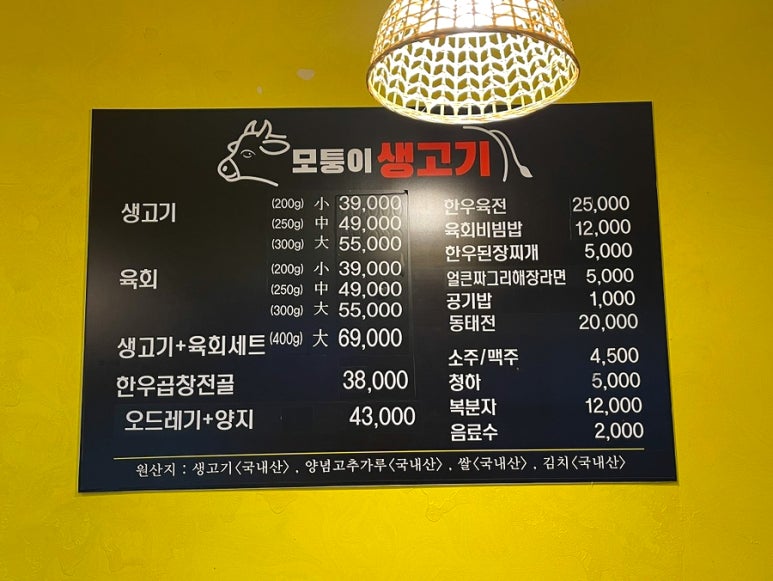 모퉁이 생고기
생고기 (200g) 小 39,000
(250g) 中 49,000
(300g) 大 55,000
육회 (200g) 小 39,000
(250g) 中 49,000
(300g) 大 55,000
생고기+육회세트 (400g) 大 69,000
한우곱창전골 38,000
오드레기+양지 43,000
한우육전 25,000
육회비빔밥 12,000
한우된장찌개 5,000
얼큰짜그리해장라면 5,000
공기밥 1,000
동태전 20,000
소주/맥주 4,500
청하 5,000
복분자 12,000
음료수 2,000
원산지 : 생고기〈국내산〉, 양념고추가루〈국내산〉, 쌀〈국내산〉, 김치〈국내산〉